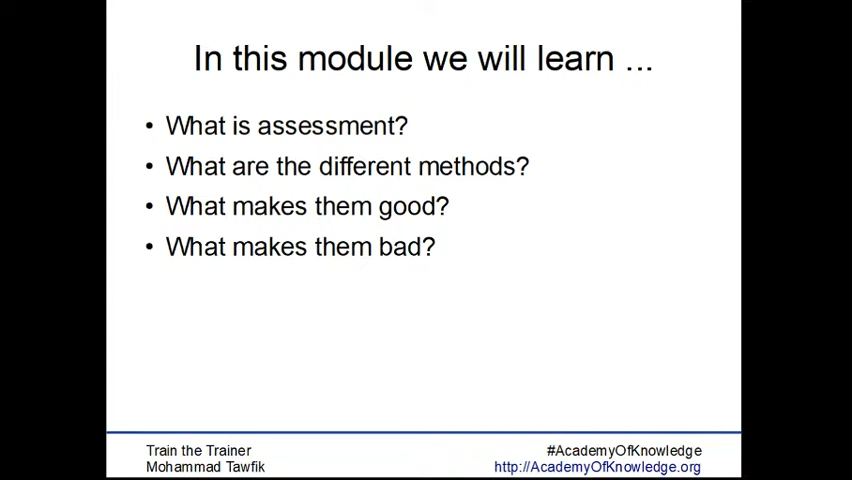 In this module we will learn ...
• What is assessment?
• What are the different methods?
• What makes them good?
• What makes them bad?
Train the Trainer
Mohammad Tawfik
#AcademyOfKnowledge
http://AcademyOfKnowledge.org